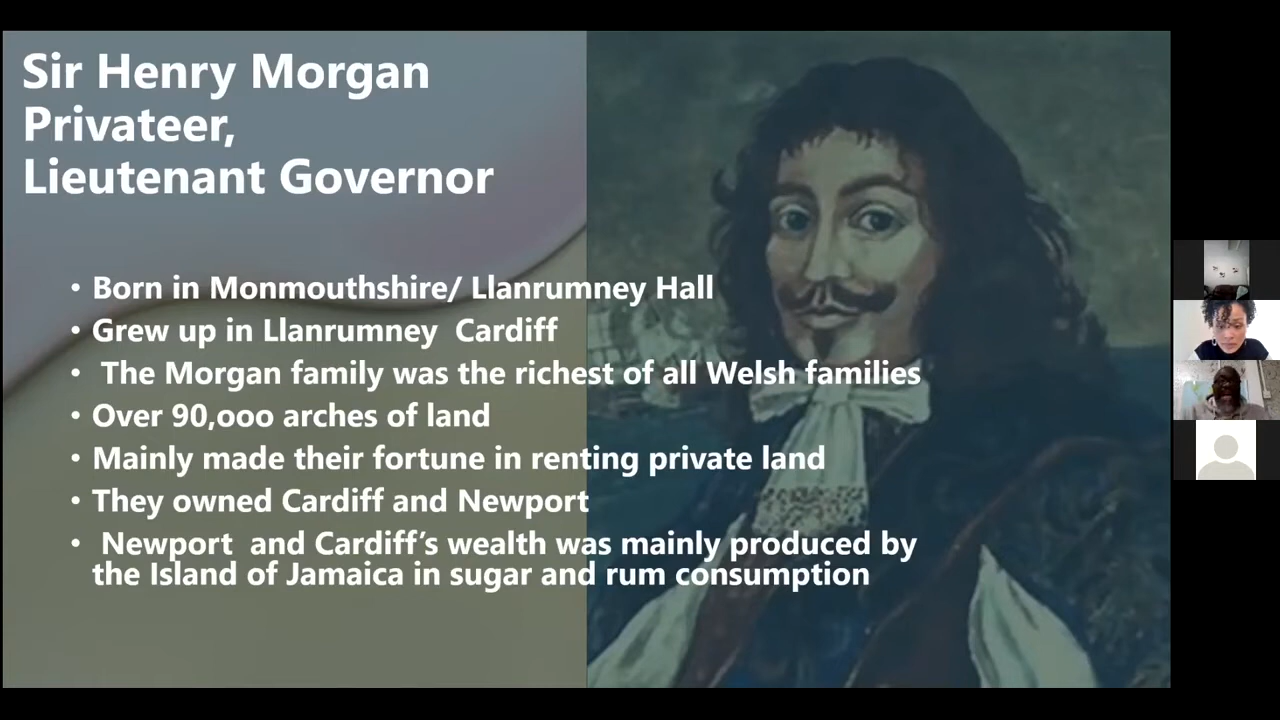 Sir Henry Morgan
Privateer,
Lieutenant Governor
• Born in Monmouthshire/ Llanrumney Hall
• Grew up in Llanrumney Cardiff
• The Morgan family was the richest of all Welsh families
• Over 90,ooo arches of land
• Mainly made their fortune in renting private land
• They owned Cardiff and Newport
• Newport and Cardiff’s wealth was mainly produced by
the Island of Jamaica in sugar and rum consumption